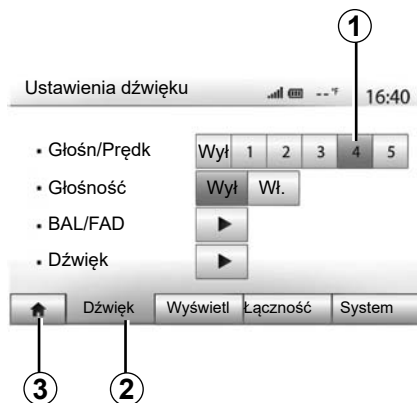 1
Ustawienia dźwięku --°F 16:40
• Głośn/Prędk Wył 1 2 3 4 5
• Głośność Wył Wł.
• BAL/FAD
• Dźwięk
Dźwięk Wyświetl Łączność System
3 2